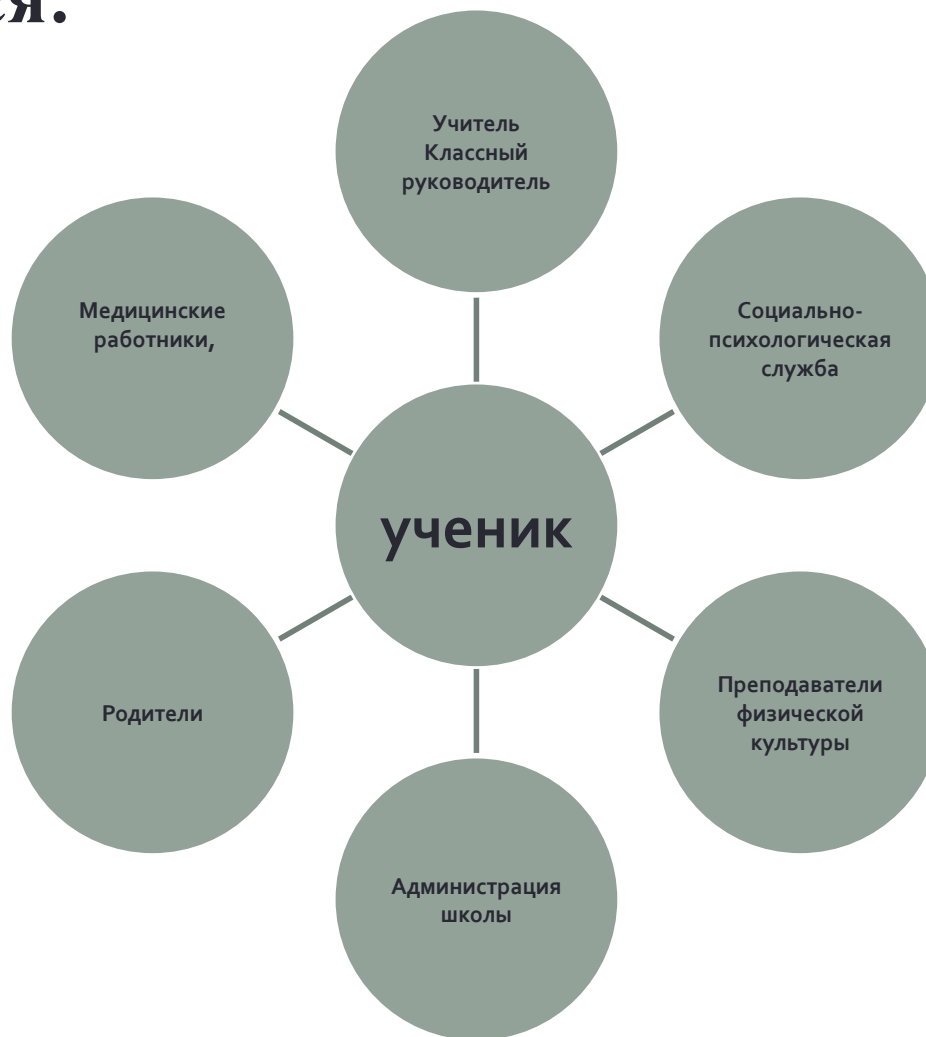 Учитель
Классный
руководитель
Медицинские
работники,
Социально-
психологическая
служба
ученик
Родители
Преподаватели
физической
культуры
Администрация
школы